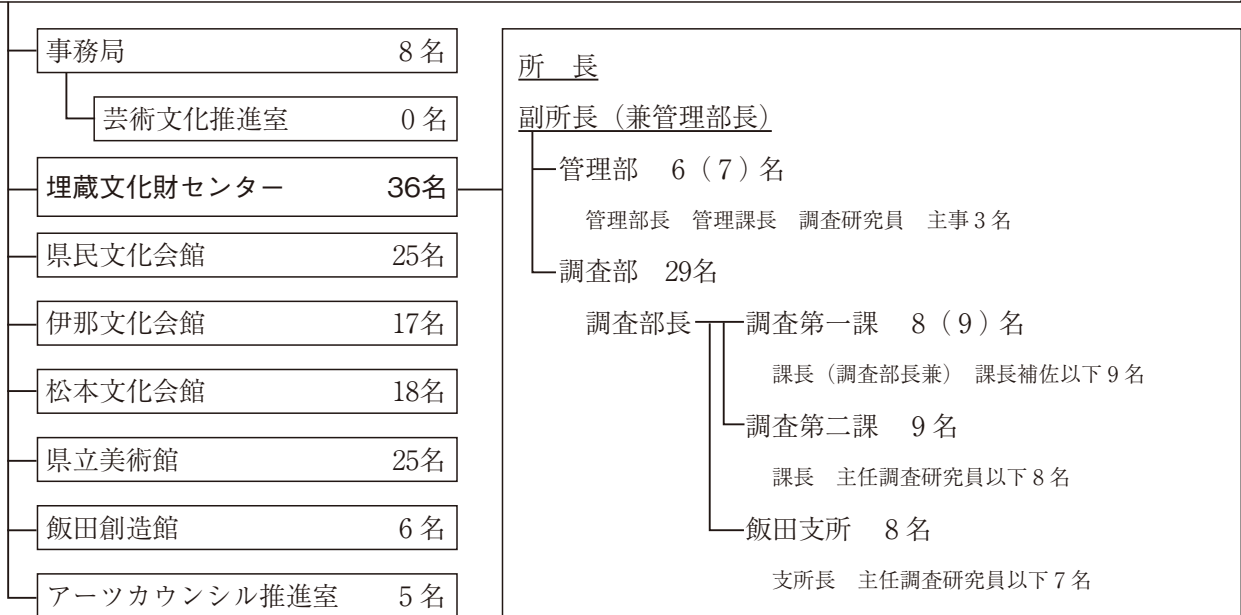 事務局 8名
芸術文化推進室 0名
埋蔵文化財センター 36名
県民文化会館 25名
伊那文化会館 17名
松本文化会館 18名
県立美術館 25名
飯田創造館 6名
アーツカウンシル推進室 5名
所 長
副所長（兼管理部長）
管理部 6（7）名
管理部長 管理課長 調査研究員 主事3名
調査部 29名
調査部長
調査第一課 8（9）名
課長（調査部長兼） 課長補佐以下9名
調査第二課 9名
課長 主任調査研究員以下8名
飯田支所 8名
支所長 主任調査研究員以下7名